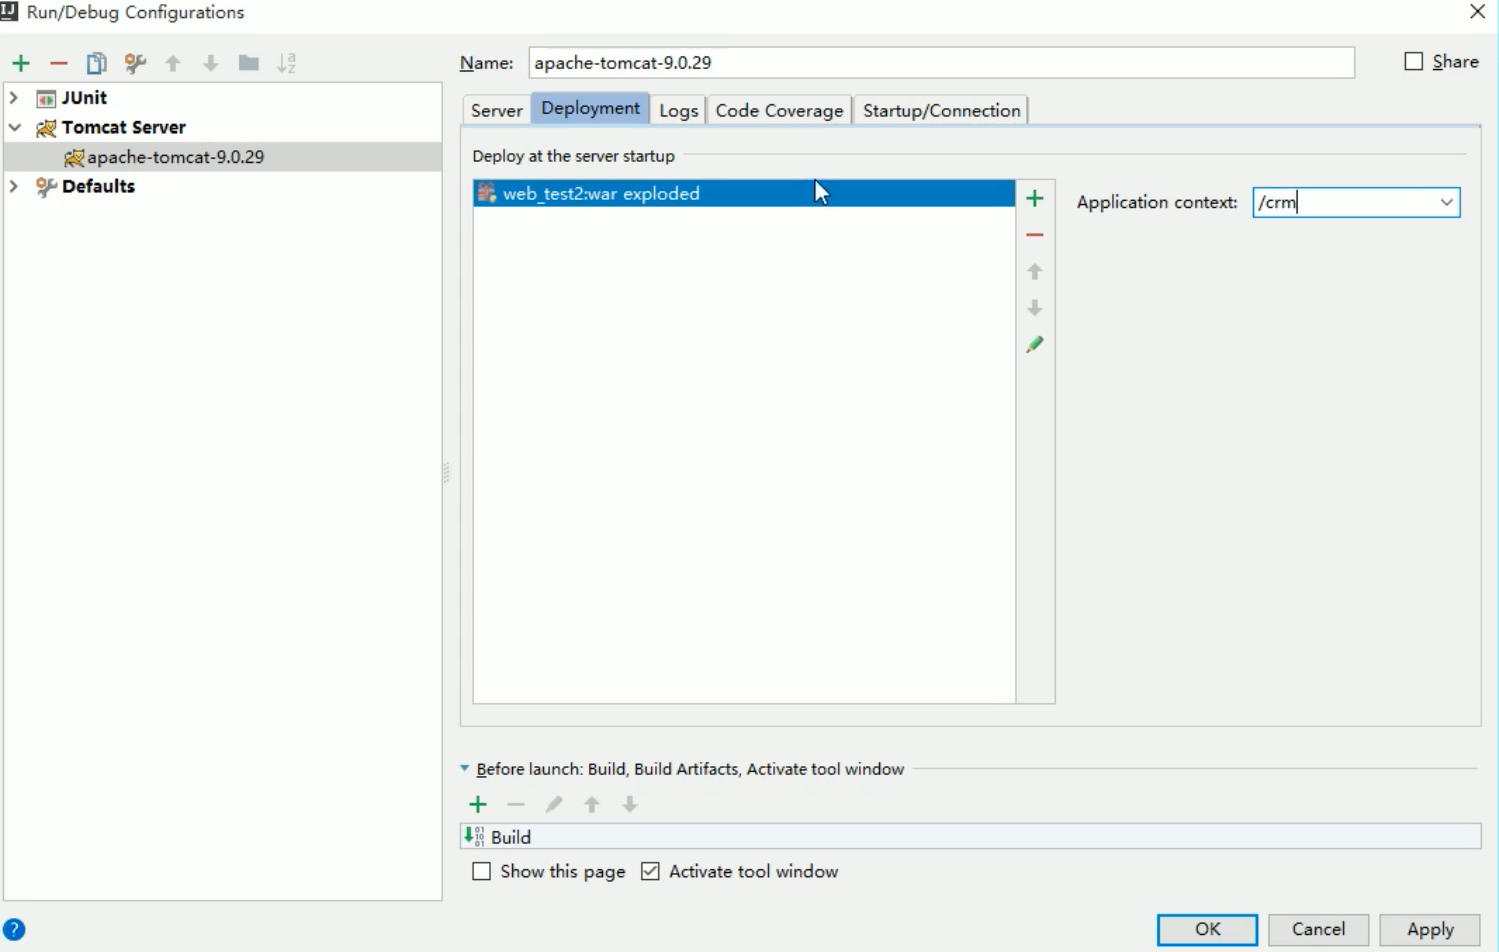 Run/Debug Configurations
Name: apache-tomcat-9.0.29
Share
JUnit
Tomcat Server
apache-tomcat-9.0.29
Defaults
Server Deployment Logs Code Coverage Startup/Connection
Deploy at the server startup
web_test2:war exploded
Application context: /crm
Before launch: Build, Build Artifacts, Activate tool window
Build
Show this page Activate tool window
? OK Cancel Apply